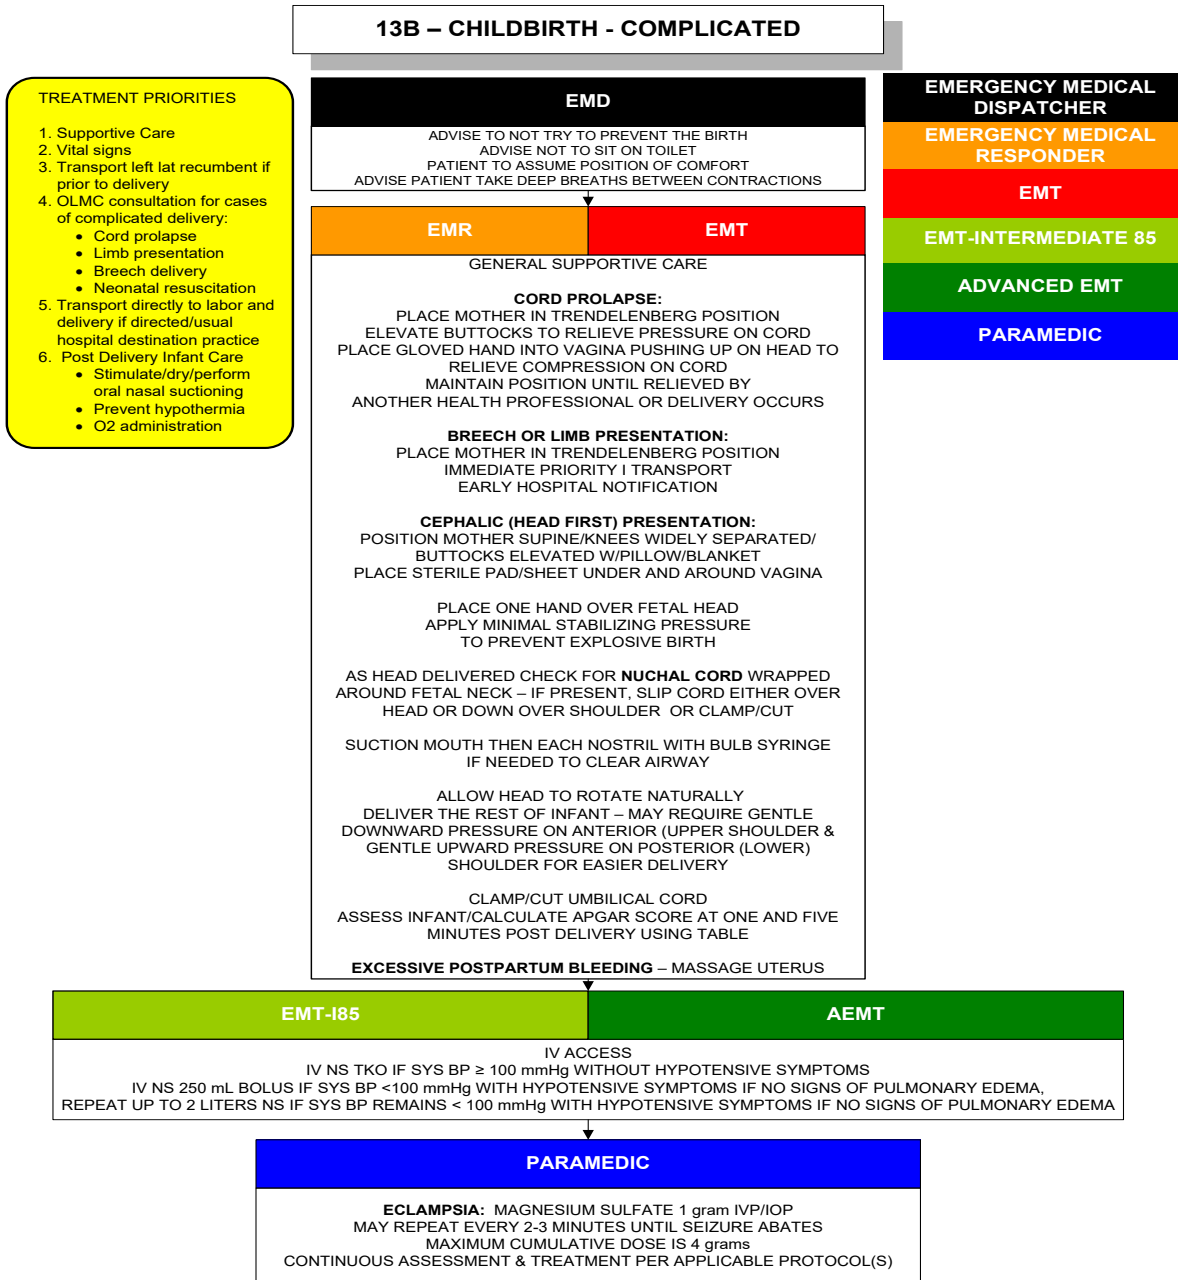 13B – CHILDBIRTH - COMPLICATED
TREATMENT PRIORITIES
1. Supportive Care
2. Vital signs
3. Transport left lat recumbent if
prior to delivery
4. OLMC consultation for cases
of complicated delivery:
• Cord prolapse
• Limb presentation
• Breech delivery
• Neonatal resuscitation
5. Transport directly to labor and
delivery if directed/usual
hospital destination practice
6. Post Delivery Infant Care
• Stimulate/dry/perform
oral nasal suctioning
• Prevent hypothermia
• O2 administration
EMD
ADVISE TO NOT TRY TO PREVENT THE BIRTH
ADVISE NOT TO SIT ON TOILET
PATIENT TO ASSUME POSITION OF COMFORT
ADVISE PATIENT TAKE DEEP BREATHS BETWEEN CONTRACTIONS
EMERGENCY MEDICAL
DISPATCHER
EMERGENCY MEDICAL
RESPONDER
EMT
EMT-INTERMEDIATE 85
ADVANCED EMT
PARAMEDIC
EMR
EMT
GENERAL SUPPORTIVE CARE
CORD PROLAPSE:
PLACE MOTHER IN TRENDELENBERG POSITION
ELEVATE BUTTOCKS TO RELIEVE PRESSURE ON CORD
PLACE GLOVED HAND INTO VAGINA PUSHING UP ON HEAD TO
RELIEVE COMPRESSION ON CORD
MAINTAIN POSITION UNTIL RELIEVED BY
ANOTHER HEALTH PROFESSIONAL OR DELIVERY OCCURS
BREECH OR LIMB PRESENTATION:
PLACE MOTHER IN TRENDELENBERG POSITION
IMMEDIATE PRIORITY I TRANSPORT
EARLY HOSPITAL NOTIFICATION
CEPHALIC (HEAD FIRST) PRESENTATION:
POSITION MOTHER SUPINE/KNEES WIDELY SEPARATED/
BUTTOCKS ELEVATED W/PILLOW/BLANKET
PLACE STERILE PAD/SHEET UNDER AND AROUND VAGINA
PLACE ONE HAND OVER FETAL HEAD
APPLY MINIMAL STABILIZING PRESSURE
TO PREVENT EXPLOSIVE BIRTH
AS HEAD DELIVERED CHECK FOR NUCHAL CORD WRAPPED
AROUND FETAL NECK – IF PRESENT, SLIP CORD EITHER OVER
HEAD OR DOWN OVER SHOULDER OR CLAMP/CUT
SUCTION MOUTH THEN EACH NOSTRIL WITH BULB SYRINGE
IF NEEDED TO CLEAR AIRWAY
ALLOW HEAD TO ROTATE NATURALLY
DELIVER THE REST OF INFANT – MAY REQUIRE GENTLE
DOWNWARD PRESSURE ON ANTERIOR (UPPER SHOULDER &
GENTLE UPWARD PRESSURE ON POSTERIOR (LOWER)
SHOULDER FOR EASIER DELIVERY
CLAMP/CUT UMBILICAL CORD
ASSESS INFANT/CALCULATE APGAR SCORE AT ONE AND FIVE
MINUTES POST DELIVERY USING TABLE
EXCESSIVE POSTPARTUM BLEEDING – MASSAGE UTERUS
EMT-I85
AEMT
IV ACCESS
IV NS TKO IF SYS BP ≥ 100 mmHg WITHOUT HYPOTENSIVE SYMPTOMS
IV NS 250 mL BOLUS IF SYS BP <100 mmHg WITH HYPOTENSIVE SYMPTOMS IF NO SIGNS OF PULMONARY EDEMA,
REPEAT UP TO 2 LITERS NS IF SYS BP REMAINS < 100 mmHg WITH HYPOTENSIVE SYMPTOMS IF NO SIGNS OF PULMONARY EDEMA
PARAMEDIC
ECLAMPSIA: MAGNESIUM SULFATE 1 gram IVP/IOP
MAY REPEAT EVERY 2-3 MINUTES UNTIL SEIZURE ABATES
MAXIMUM CUMULATIVE DOSE IS 4 grams
CONTINUOUS ASSESSMENT & TREATMENT PER APPLICABLE PROTOCOL(S)